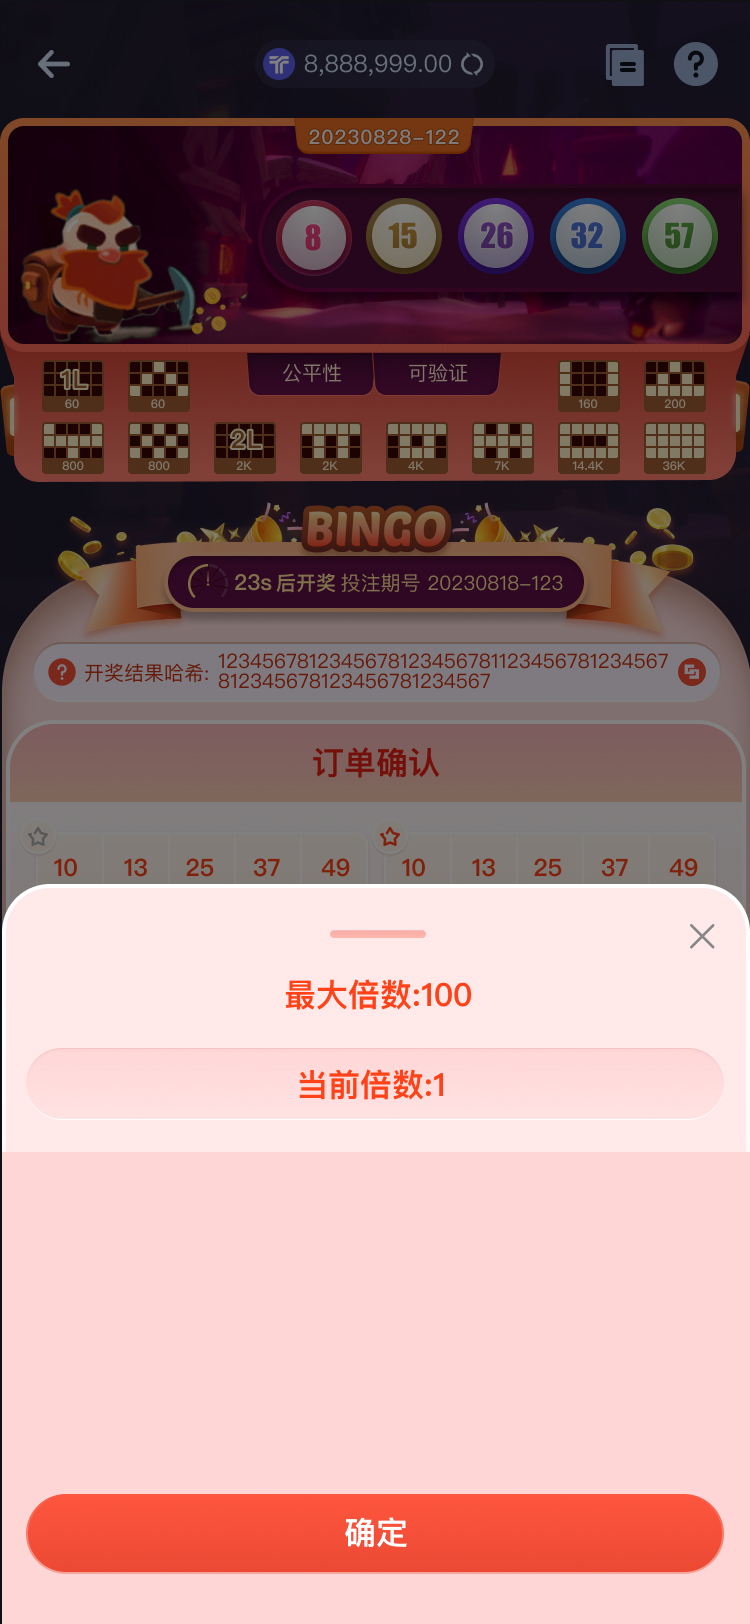 8,888,999.00
20230828-122
8 15 26 32 57
公平性 可验证
1L
60 60 160 200
2L
800 800 2K 2K 4K 7K 14.4K 36K
BINGO
23s 后开奖 投注期号 20230818-123
开奖结果哈希: 12345678123456781234567811234567812345​67
8123456781123456781234567
订单确认
10 13 25 37 49 10 13 25 37 49
最大倍数:100
当前倍数:1
确定